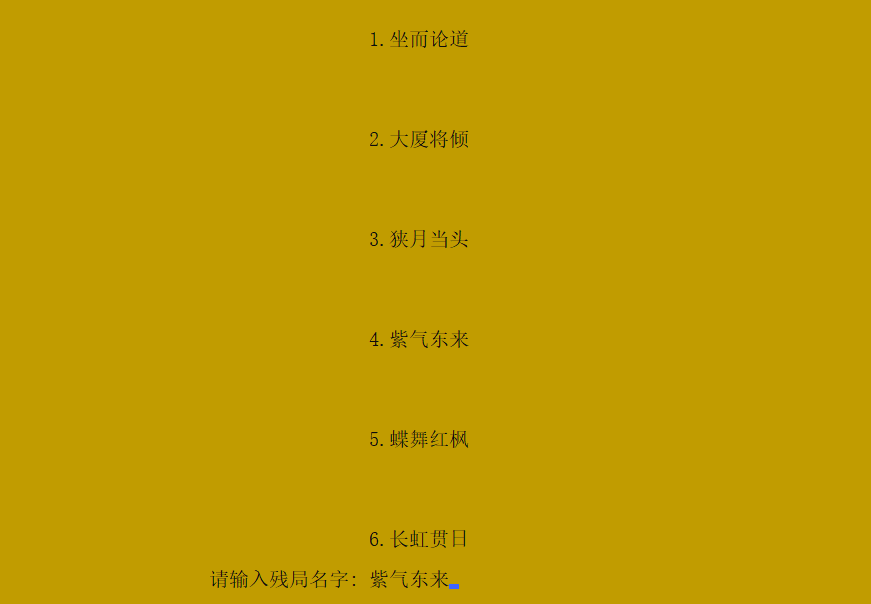 1.坐而论道
2.大厦将倾
3.狭月当头
4.紫气东来
5.蝶舞红枫
6.长虹贯日
请输入残局名字: 紫气东来